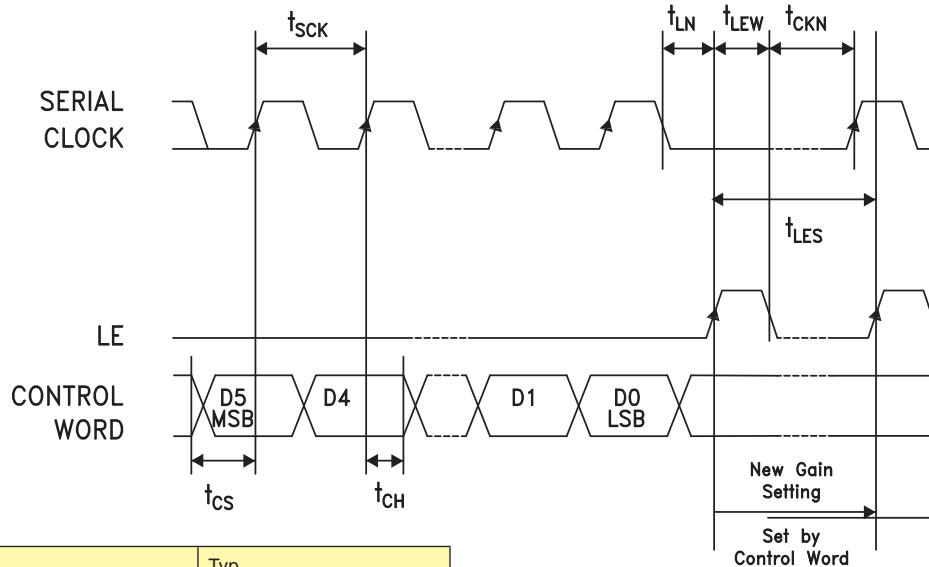 tSCK
tLN tLEW tCKN
SERIAL
CLOCK
tLES
LE
CONTROL
WORD
D5
MSB
D4
D1
D0
LSB
tCS
tCH
New Gain
Setting
Set by
Control Word
Typ